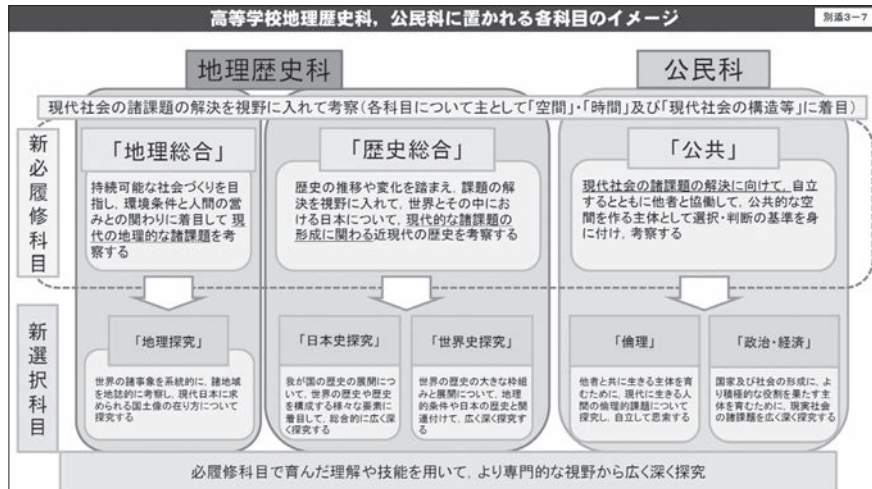 高等学校地理歴史科，公民科に置かれる各科目のイメージ
別添3－7
地理歴史科
公民科
現代社会の諸課題の解決を視野に入れて考察（各科目について主として「空間」・「時間」及び「現代社会の構造等」に着目）
新必履修科目
「地理総合」
持続可能な社会づくりを目
指し，環境条件と人間の営
みとの関わりに着目して現
代の地理的な諸課題を考
察する
「歴史総合」
歴史の推移や変化を踏まえ，課題の解
決を視野に入れて，世界とその中にお
ける日本について，現代的な諸課題の
形成に関わる近現代の歴史を考察する
「公共」
現代社会の諸課題の解決に向けて，自立
するとともに他者と協働して，公共的な
空間を作る主体として選択・判断の基準を身
に付け，考察する
新選択科目
「地理探究」
世界の諸事象を系統的に，諸地域
を地誌的に考察し，現代日本に求
められる国土像の在り方について
探究する
「日本史探究」
我が国の歴史の展開につ
いて，世界の歴史や歴史
を構成する様々な要素に
着目して，総合的に広く深
く探究する
「世界史探究」
世界の歴史の大きな枠組
みと展開について，地理
的条件や日本の歴史と関
連付けて，広く深く探究す
る
「倫理」
他者と共に生きる主体を育
むために，現代に生きる人
間の倫理的課題について
探究し，自立して思索する
「政治・経済」
国家及び社会の形成に，よ
り積極的な役割を果たす主
体を育むために，現実社会
の諸課題を広く深く探究する
必履修科目で育んだ理解や技能を用いて，より専門的な視野から広く深く探究